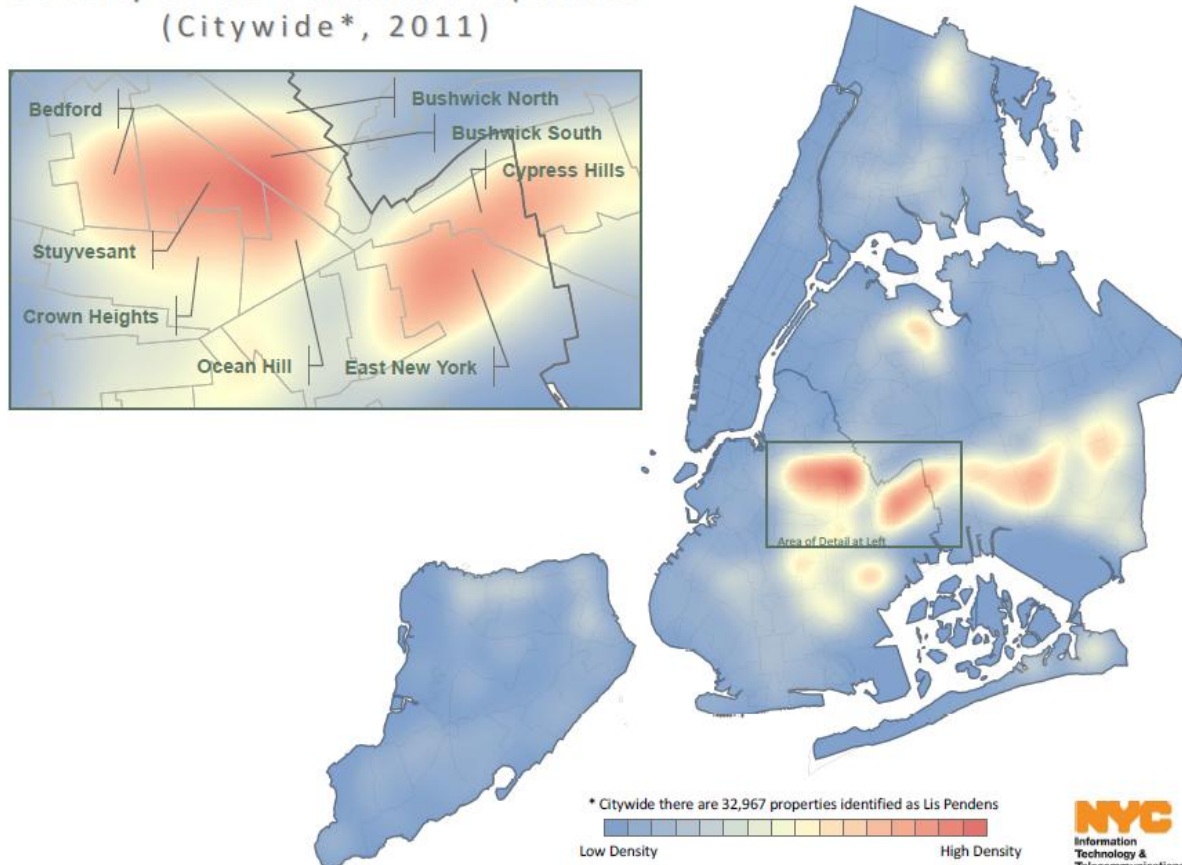 (Citywide*, 2011)
Bedford
Bushwick North
Bushwick South
Cypress Hills
Stuyvesant
Crown Heights
Ocean Hill
East New York
Area of Detail at Left
* Citywide there are 32,967 properties identified as Lis Pendens
Low Density
High Density
NYC
Information
Technology &
Telecommunications